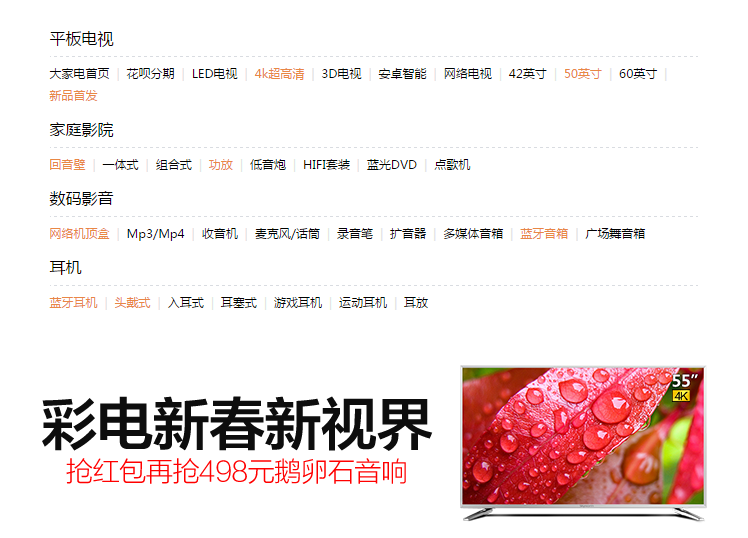 平板电视
大家电首页 | 花呗分期 | LED电视 | 4k超高清 | 3D电视 | 安卓智能 | 网络电视 | 42英寸 | 50英寸 | 60英寸 |
新品首发
家庭影院
回音壁 | 一体式 | 组合式 | 功放 | 低音炮 | HIFI套装 | 蓝光DVD | 点歌机
数码影音
网络机顶盒 | Mp3/Mp4 | 收音机 | 麦克风/话筒 | 录音笔 | 扩音器 | 多媒体音箱 | 蓝牙音箱 | 广场舞音箱
耳机
蓝牙耳机 | 头戴式 | 入耳式 | 耳塞式 | 游戏耳机 | 运动耳机 | 耳放
彩电新春新视界
抢红包再抢498元鹅卵石音响
55”
4K